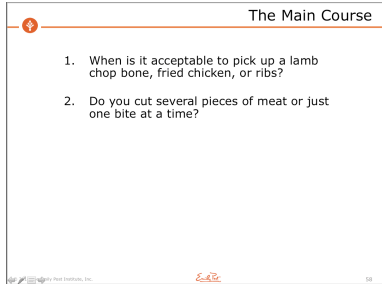 The Main Course
1. When is it acceptable to pick up a lamb
chop bone, fried chicken, or ribs?
2. Do you cut several pieces of meat or just
one bite at a time?
Post Institute, Inc.
Emily Post
58